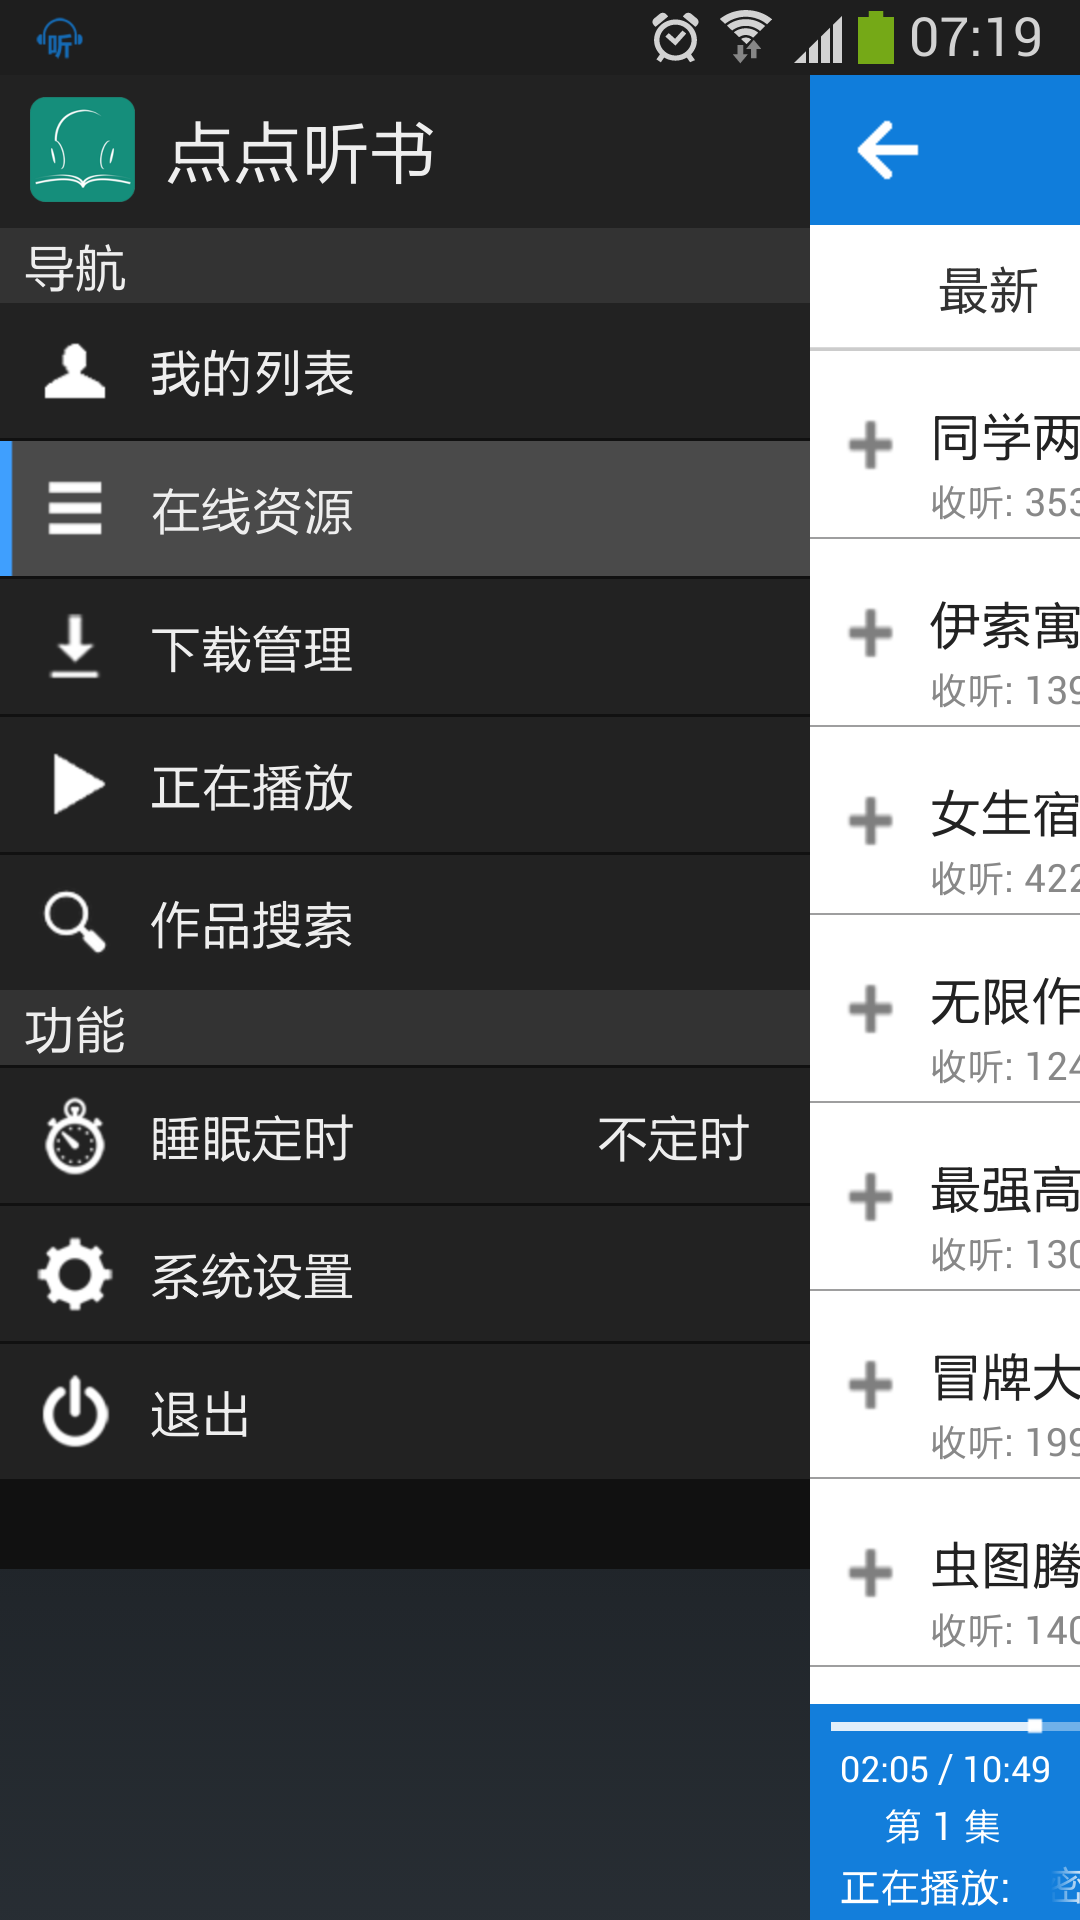 听
07:19
点点听书
导航
我的列表
在线资源
下载管理
正在播放
作品搜索
功能
睡眠定时 不定时
系统设置
退出
最新
同学两
收听: 353
伊索寓
收听: 139
女生宿
收听: 422
无限作
收听: 124
最强高
收听: 130
冒牌大
收听: 199
虫图腾
收听: 140
02:05 / 10:49
第 1 集
正在播放: 密